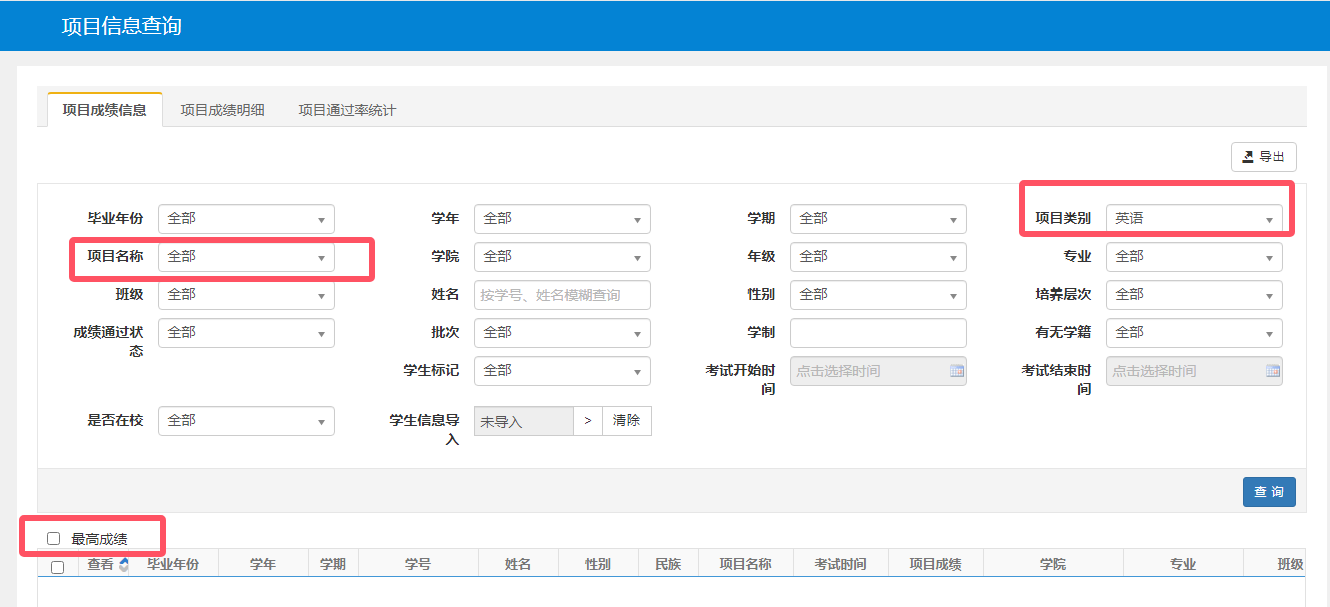 项目信息查询
项目成绩信息 项目成绩明细 项目通过率统计
导出
毕业年份 全部 学年 全部 学期 全部 项目类别 英语
项目名称 全部 学院 全部 年级 全部 专业 全部
班级 全部 姓名 按学号、姓名模糊查询 性别 全部 培养层次 全部
成绩通过状态 全部 批次 全部 学制 有无学籍 全部
学生标记 全部 考试开始时间 点击选择时间 考试结束时间 点击选择时间
是否在校 全部 学生信息导入 未导入 > 清除
查 询
最高成绩
查看 毕业年份 学年 学期 学号 姓名 性别 民族 项目名称 考试时间 项目成绩 学院 专业 班级